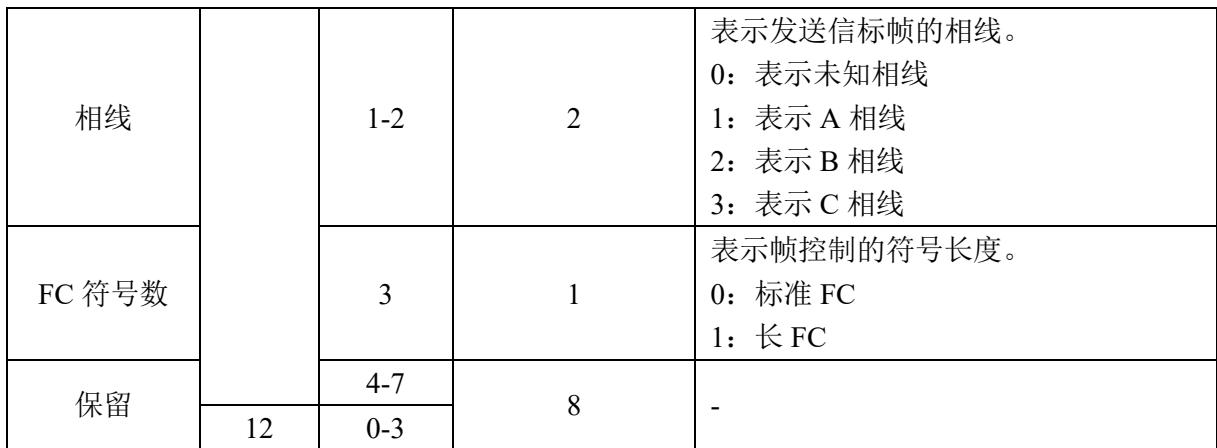 相线
1-2
2
表示发送信标帧的相线。
0：表示未知相线
1：表示 A 相线
2：表示 B 相线
3：表示 C 相线
FC 符号数
3
1
表示帧控制的符号长度。
0：标准 FC
1：长 FC
保留
4-7
8
-
12
0-3